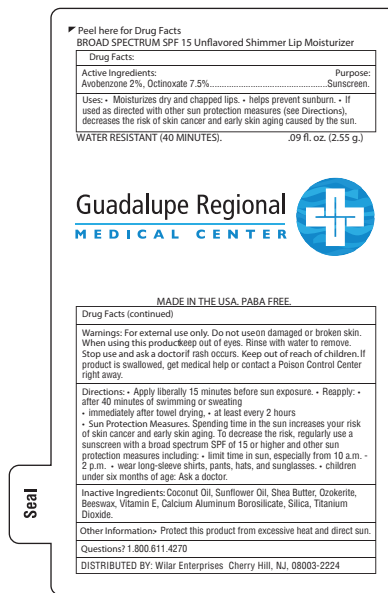 Peel here for Drug Facts
BROAD SPECTRUM SPF 15 Unflavored Shimmer Lip Moisturizer
Drug Facts:
Active Ingredients: Purpose:
Avobenzone 2%, Octinoxate 7.5%................................................Sunscreen.
Uses: • Moisturizes dry and chapped lips. • helps prevent sunburn. • If
used as directed with other sun protection measures (see Directions),
decreases the risk of skin cancer and early skin aging caused by the sun.
WATER RESISTANT (40 MINUTES). .09 fl. oz. (2.55 g.)
Guadalupe Regional
MEDICAL CENTER
MADE IN THE USA. PABA FREE.
Drug Facts (continued)
Warnings: For external use only. Do not use on damaged or broken skin.
When using this product keep out of eyes. Rinse with water to remove.
Stop use and ask a doctor if rash occurs. Keep out of reach of children. If
product is swallowed, get medical help or contact a Poison Control Center
right away.
Directions: • Apply liberally 15 minutes before sun exposure. • Reapply: •
after 40 minutes of swimming or sweating
• immediately after towel drying, • at least every 2 hours
• Sun Protection Measures. Spending time in the sun increases your risk
of skin cancer and early skin aging. To decrease the risk, regularly use a
sunscreen with a broad spectrum SPF of 15 or higher and other sun
protection measures including: • limit time in sun, especially from 10 a.m. -
2 p.m. • wear long-sleeve shirts, pants, hats, and sunglasses. • children
under six months of age: Ask a doctor.
Inactive Ingredients: Coconut Oil, Sunflower Oil, Shea Butter, Ozokerite,
Beeswax, Vitamin E, Calcium Aluminum Borosilicate, Silica, Titanium
Dioxide.
Other Information: • Protect this product from excessive heat and direct sun.
Questions? 1.800.611.4270
DISTRIBUTED BY: Wilar Enterprises Cherry Hill, NJ, 08003-2224
Seal